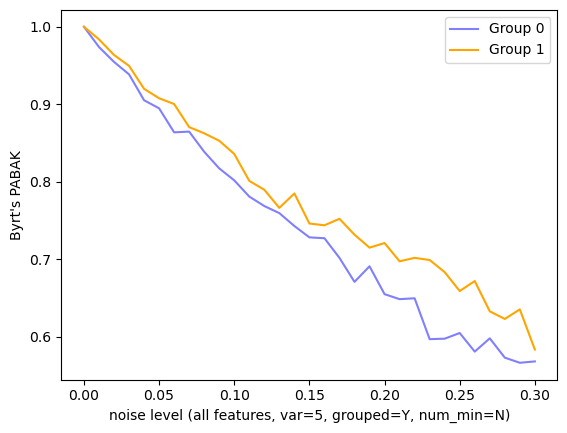 Group 0
Group 1
1.0
0.9
0.8
0.7
0.6
Byrt's PABAK
0.00 0.05 0.10 0.15 0.20 0.25 0.30
noise level (all features, var=5, grouped=Y, num_min=N)